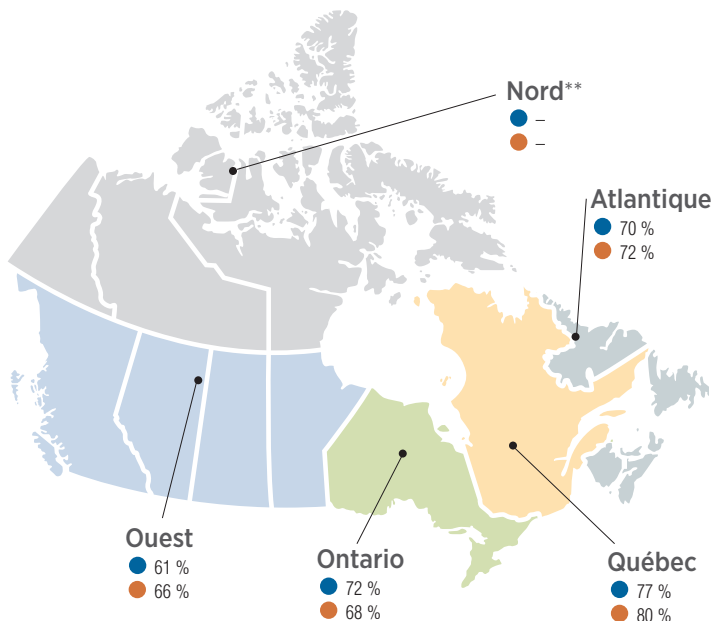 Nord**
–
–
Atlantique
70 %
72 %
Ouest
61 %
66 %
Ontario
72 %
68 %
Québec
77 %
80 %